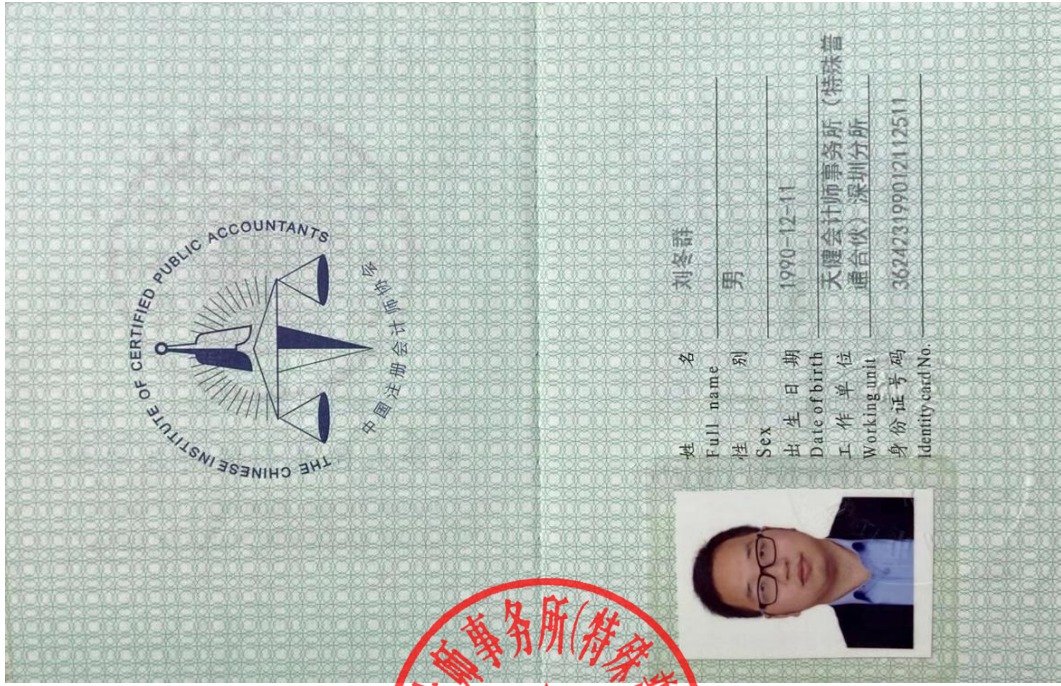 THE CHINESE INSTITUTE OF CERTIFIED PUBLIC ACCOUNTANTS
中国注册会计师协会
姓名 刘冬群
Full name
性别 男
Sex
出生日期 1990-12-11
Date of birth
工作单位 天健会计师事务所（特殊普
通合伙）深圳分所
Working unit
身份证号码 362423199012112511
Identity card No.
师事务所(特殊普